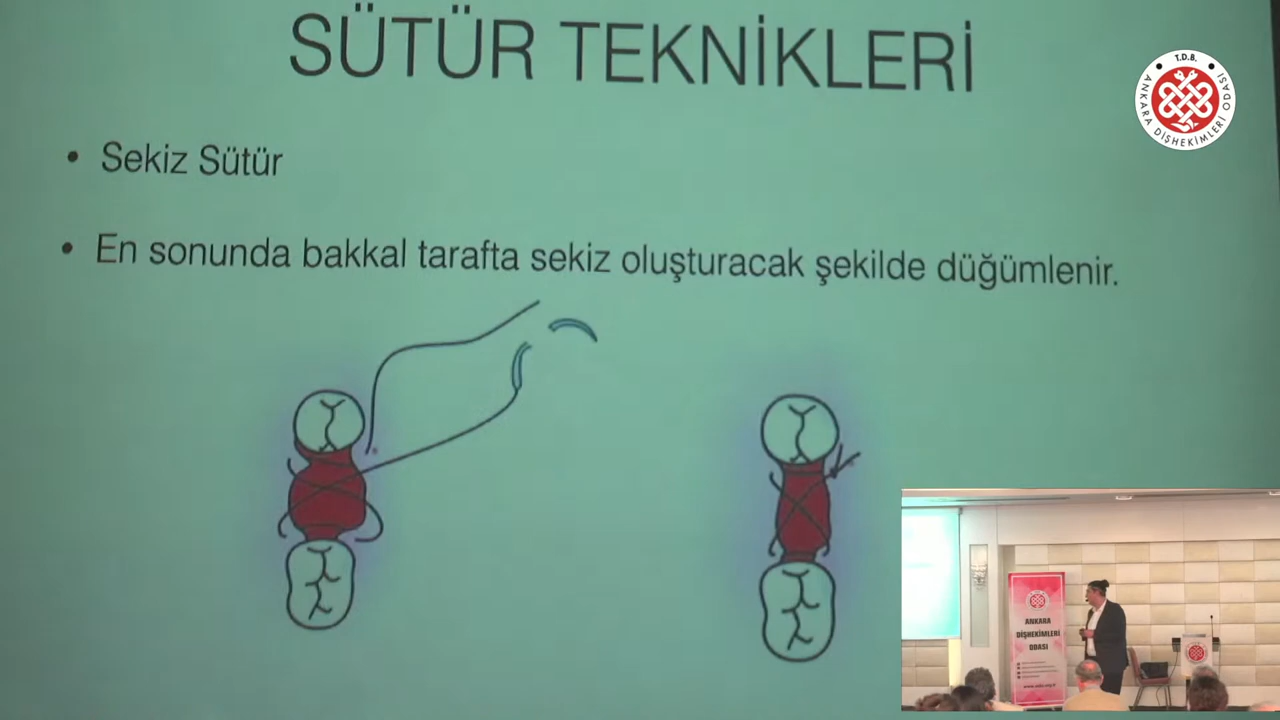 SÜTÜR TEKNİKLERİ
T.D.B.
ANKARA DİŞHEKİMLERİ ODASI
• Sekiz Sütür
• En sonunda bakkal tarafta sekiz oluşturacak şekilde düğümlenir.
ANKARA
DİŞHEKİMLERİ
ODASI